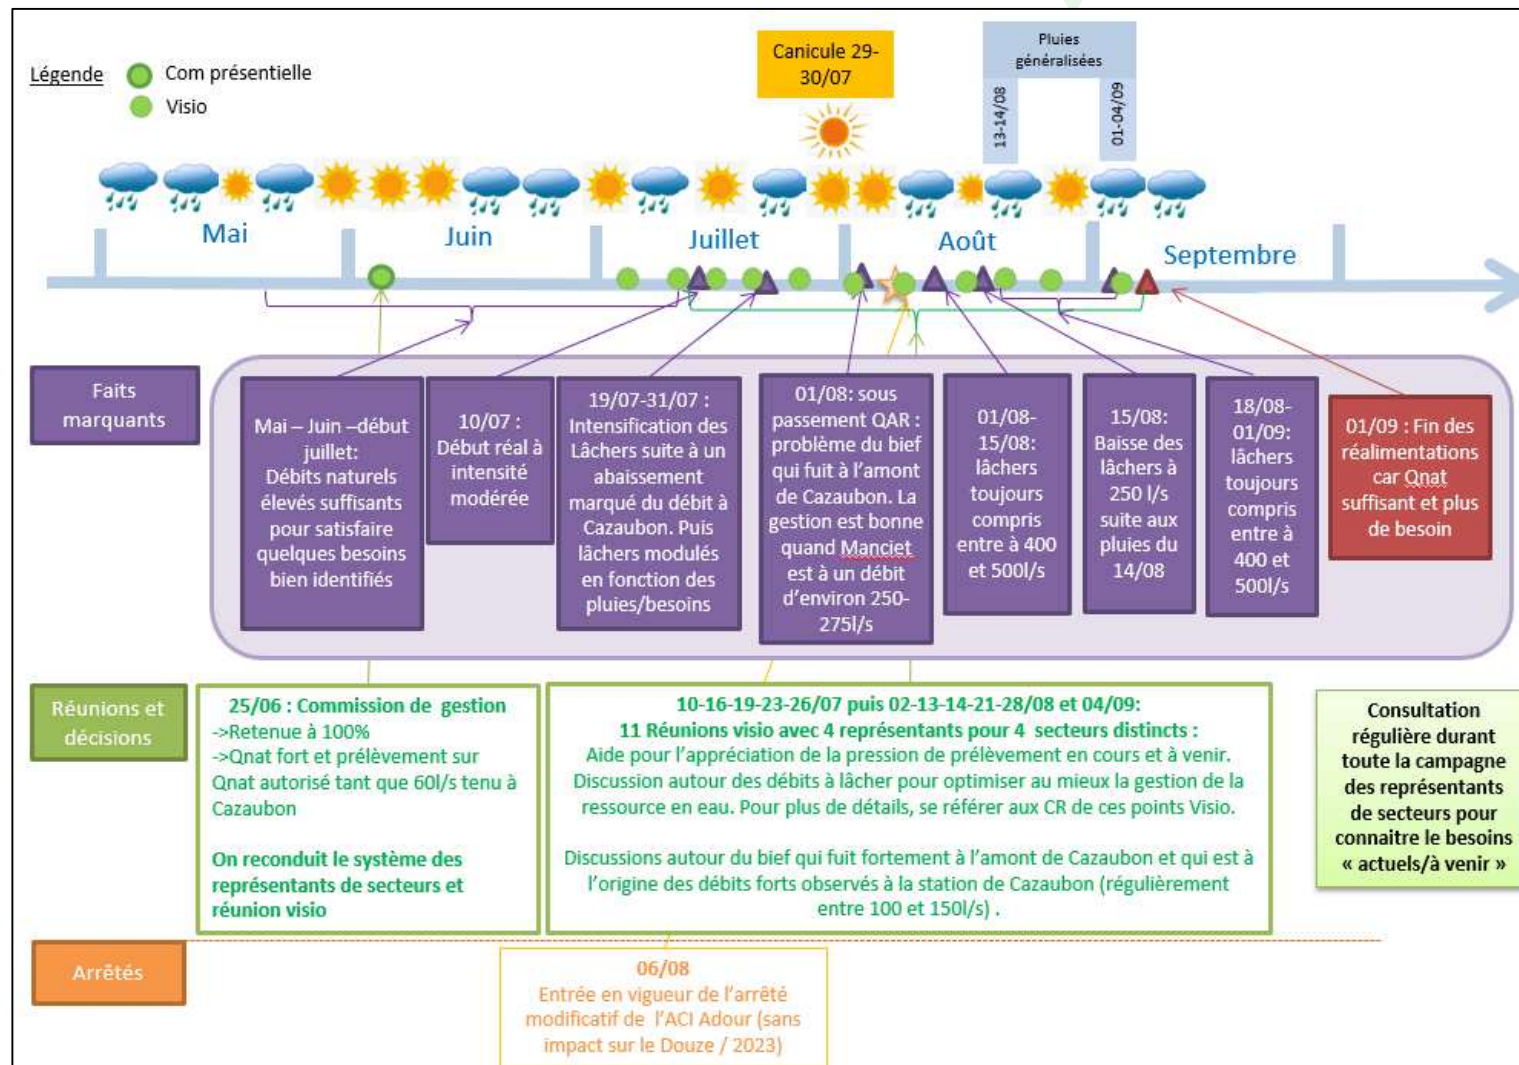 Légende
Com présentielle
Visio
Canicule 29-
30/07
Pluies
généralisées
13-14/08
01-04/09
Mai
Juin
Juillet
Août
Septembre
Faits
marquants
Mai – Juin –début
juillet:
Débits naturels
élevés suffisants
pour satisfaire
quelques besoins
bien identifiés
10/07 :
Début réal à
intensité
modérée
19/07-31/07 :
Intensification des
Lâchers suite à un
abaissement
marqué du débit à
Cazaubon. Puis
lâchers modulés
en fonction des
pluies/besoins
01/08: sous
passement QAR :
problème du bief
qui fuit à l'amont
de Cazaubon. La
gestion est bonne
quand Manciet
est à un débit
d'environ 250-
275l/s
01/08-
15/08:
lâchers
toujours
compris
entre à 400
et 500l/s
15/08:
Baisse des
lâchers à
250 l/s
suite aux
pluies du
14/08
18/08-
01/09:
lâchers
toujours
compris
entre à
400 et
500l/s
01/09 : Fin des
réalimentations
car Qnat
suffisant et plus
de besoin
Réunions et
décisions
25/06 : Commission de gestion
->Retenue à 100%
->Qnat fort et prélèvement sur
Qnat autorisé tant que 60l/s tenu à
Cazaubon
On reconduit le système des
représentants de secteurs et
réunion visio
10-16-19-23-26/07 puis 02-13-14-21-28/08 et 04/09:
11 Réunions visio avec 4 représentants pour 4 secteurs distincts :
Aide pour l'appréciation de la pression de prélèvement en cours et à venir.
Discussion autour des débits à lâcher pour optimiser au mieux la gestion de la
ressource en eau. Pour plus de détails, se référer aux CR de ces points Visio.
Discussions autour du bief qui fuit fortement à l'amont de Cazaubon et qui est à
l'origine des débits forts observés à la station de Cazaubon (régulièrement
entre 100 et 150l/s) .
Consultation
régulière durant
toute la campagne
des représentants
de secteurs pour
connaitre le besoins
« actuels/à venir »
Arrêtés
06/08
Entrée en vigueur de l'arrêté
modificatif de l'ACI Adour (sans
impact sur le Douze / 2023)